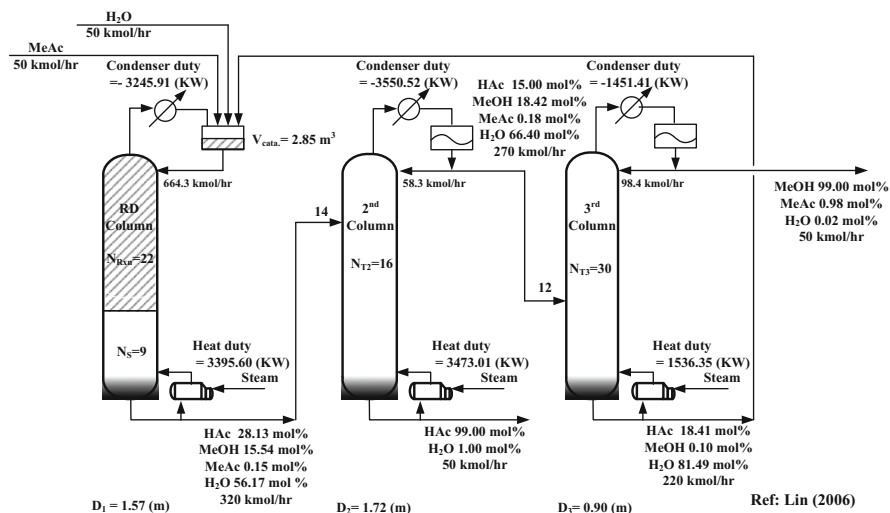 H₂O
50 kmol/hr
MeAc
50 kmol/hr
Condenser duty
=- 3245.91 (KW)
V_cata.= 2.85 m³
664.3 kmol/hr
RD
Column
N_Rxn=22
N_S=9
Heat duty
= 3395.60 (KW)
Steam
HAc 28.13 mol%
MeOH 15.54 mol%
MeAc 0.15 mol%
H₂O 56.17 mol %
320 kmol/hr
D₁ = 1.57 (m)
14
Condenser duty
=-3550.52 (KW)
HAc 15.00 mol%
MeOH 18.42 mol%
MeAc 0.18 mol%
H₂O 66.40 mol%
270 kmol/hr
58.3 kmol/hr
2nd
Column
N_T2=16
Heat duty
= 3473.01 (KW)
Steam
HAc 99.00 mol%
H₂O 1.00 mol%
50 kmol/hr
D₂= 1.72 (m)
12
Condenser duty
= -1451.41 (KW)
98.4 kmol/hr
MeOH 99.00 mol%
MeAc 0.98 mol%
H₂O 0.02 mol%
50 kmol/hr
3rd
Column
N_T3=30
Heat duty
= 1536.35 (KW)
Steam
HAc 18.41 mol%
MeOH 0.10 mol%
H₂O 81.49 mol%
220 kmol/hr
D₃= 0.90 (m)
Ref: Lin (2006)